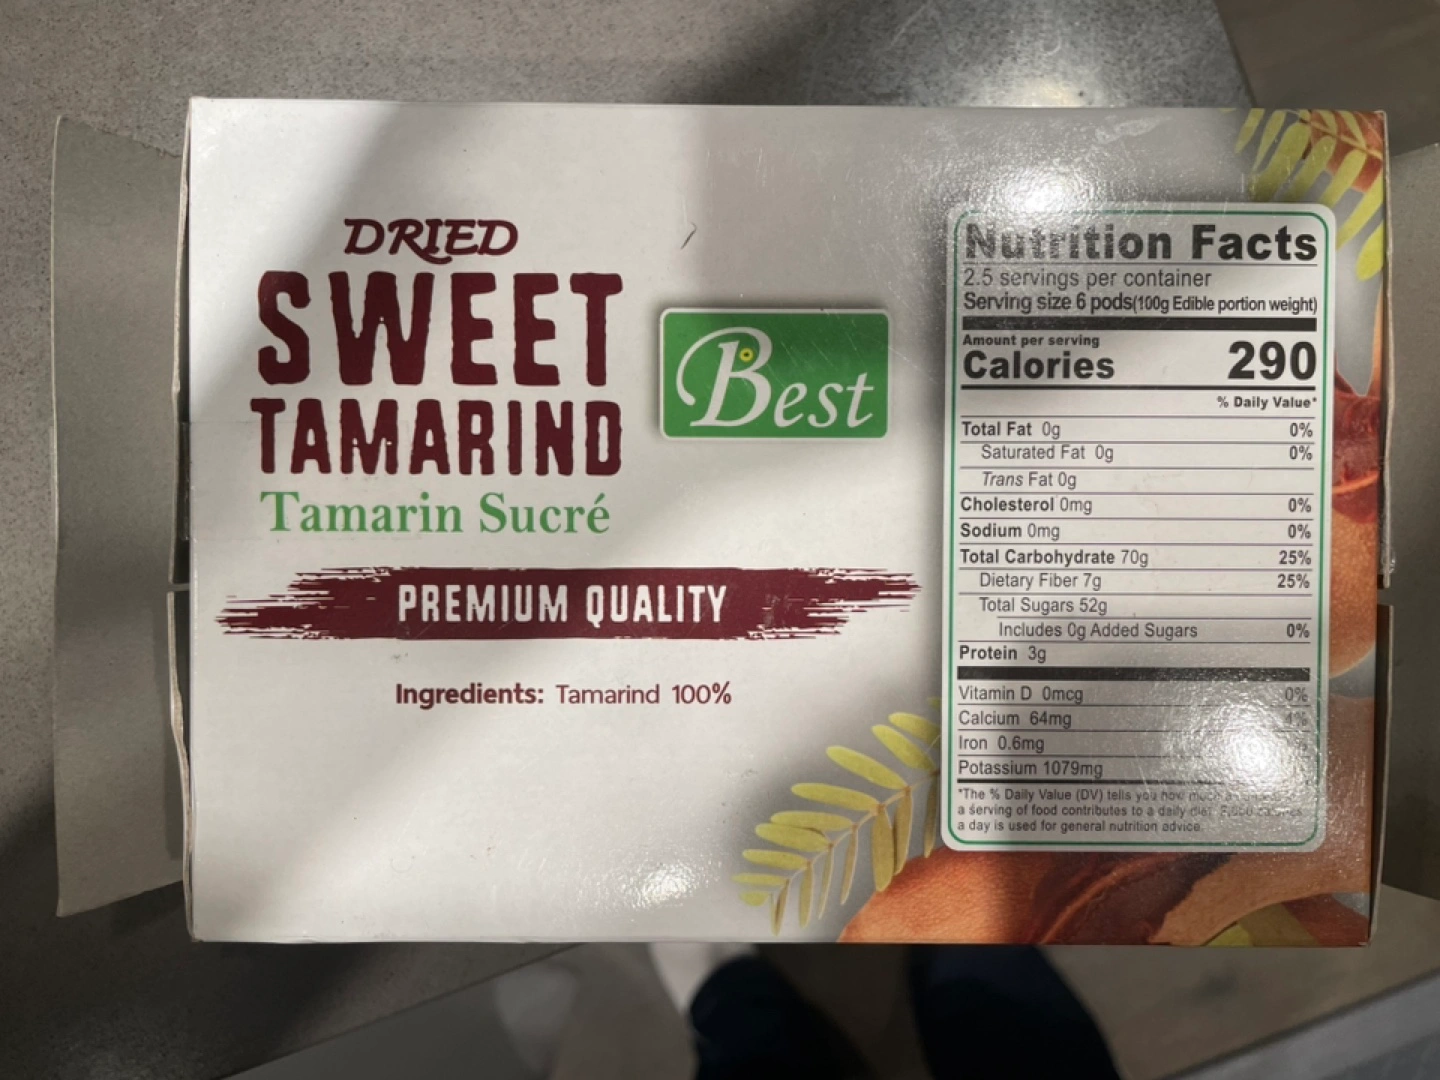 DRIED
SWEET
TAMARIND
Tamarin Sucré
Best
PREMIUM QUALITY
Ingredients: Tamarind 100%
Nutrition Facts
2.5 servings per container
Serving size 6 pods(100g Edible portion weight)
Amount per serving
Calories 290
% Daily Value*
Total Fat 0g 0%
Saturated Fat 0g 0%
Trans Fat 0g
Cholesterol 0mg 0%
Sodium 0mg 0%
Total Carbohydrate 70g 25%
Dietary Fiber 7g 25%
Total Sugars 52g
Includes 0g Added Sugars 0%
Protein 3g
Vitamin D 0mcg 0%
Calcium 64mg 4%
Iron 0.6mg
Potassium 1079mg
*The % Daily Value (DV) tells you how much a
a serving of food contributes to a daily diet. 2,000 calories
a day is used for general nutrition advice.